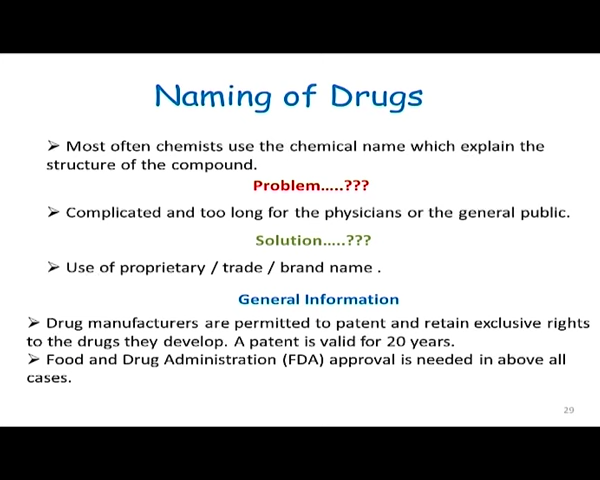 Naming of Drugs
➢ Most often chemists use the chemical name which explain the
structure of the compound.
Problem.....???
➢ Complicated and too long for the physicians or the general public.
Solution.....???
➢ Use of proprietary / trade / brand name .
General Information
➢ Drug manufacturers are permitted to patent and retain exclusive rights
to the drugs they develop. A patent is valid for 20 years.
➢ Food and Drug Administration (FDA) approval is needed in above all
cases.
29